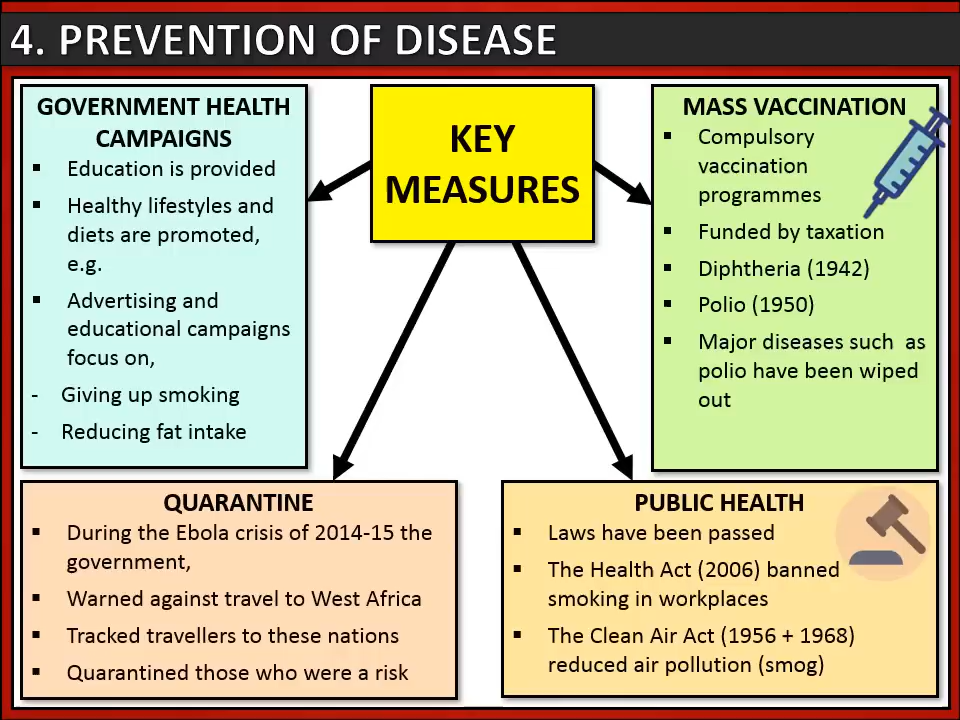 4. PREVENTION OF DISEASE
GOVERNMENT HEALTH
CAMPAIGNS
▪ Education is provided
▪ Healthy lifestyles and
diets are promoted,
e.g.
▪ Advertising and
educational campaigns
focus on,
- Giving up smoking
- Reducing fat intake
KEY
MEASURES
MASS VACCINATION
▪ Compulsory
vaccination
programmes
▪ Funded by taxation
▪ Diphtheria (1942)
▪ Polio (1950)
▪ Major diseases such as
polio have been wiped
out
QUARANTINE
▪ During the Ebola crisis of 2014-15 the
government,
▪ Warned against travel to West Africa
▪ Tracked travellers to these nations
▪ Quarantined those who were a risk
PUBLIC HEALTH
▪ Laws have been passed
▪ The Health Act (2006) banned
smoking in workplaces
▪ The Clean Air Act (1956 + 1968)
reduced air pollution (smog)